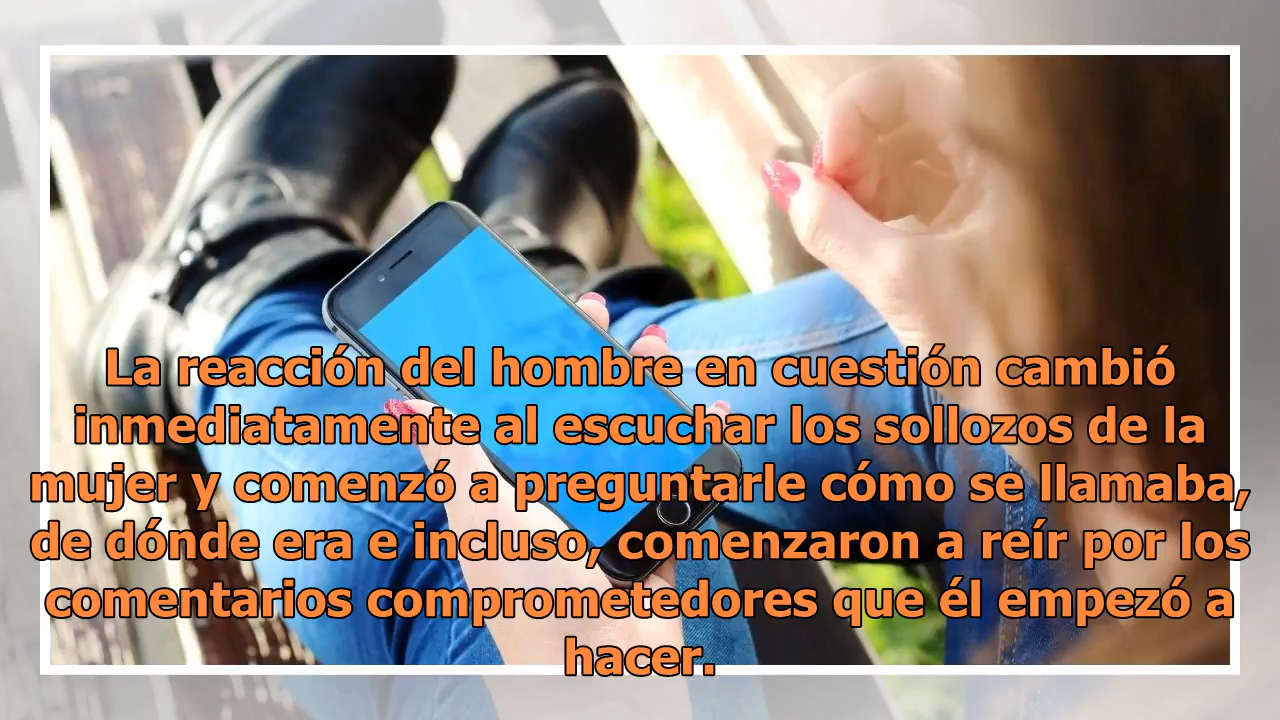 La reacción del hombre en cuestión cambió
inmediatamente al escuchar los sollozos de la
mujer y comenzó a preguntarle cómo se llamaba,
de dónde era e incluso, comenzaron a reír por los
comentarios comprometedores que él empezó a
hacer.